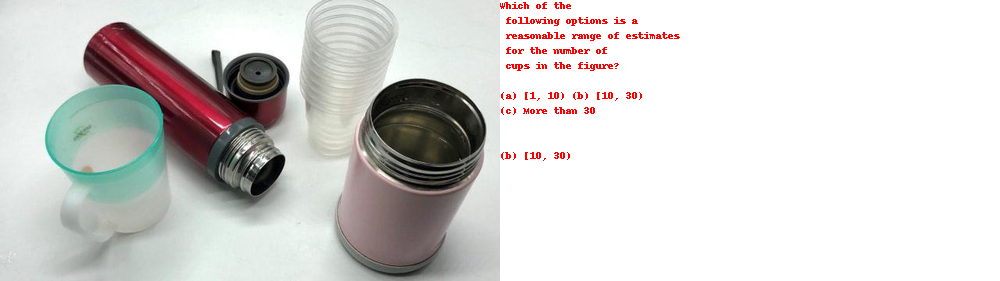 Which of the
following options is a
reasonable range of estimates
for the number of
cups in the figure?
(a) [1, 10) (b) [10, 30)
(c) More than 30
(b) [10, 30)